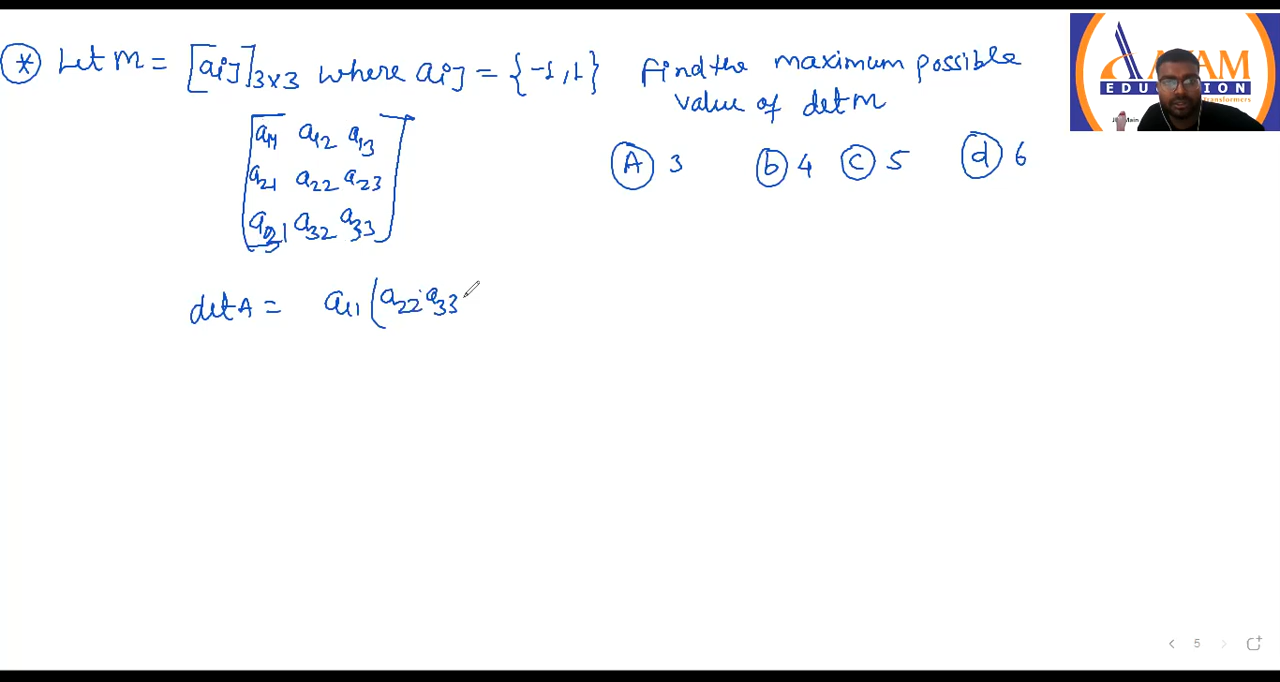 * Let M = [aij]3×3 where aij = {-1,1} Find the maximum possible
value of det M
A 3 b 4 c 5 d 6
a11 a12 a13
a21 a22 a23
a31 a32 a33
det A = a11 (a22·a33
EDUCATION
5